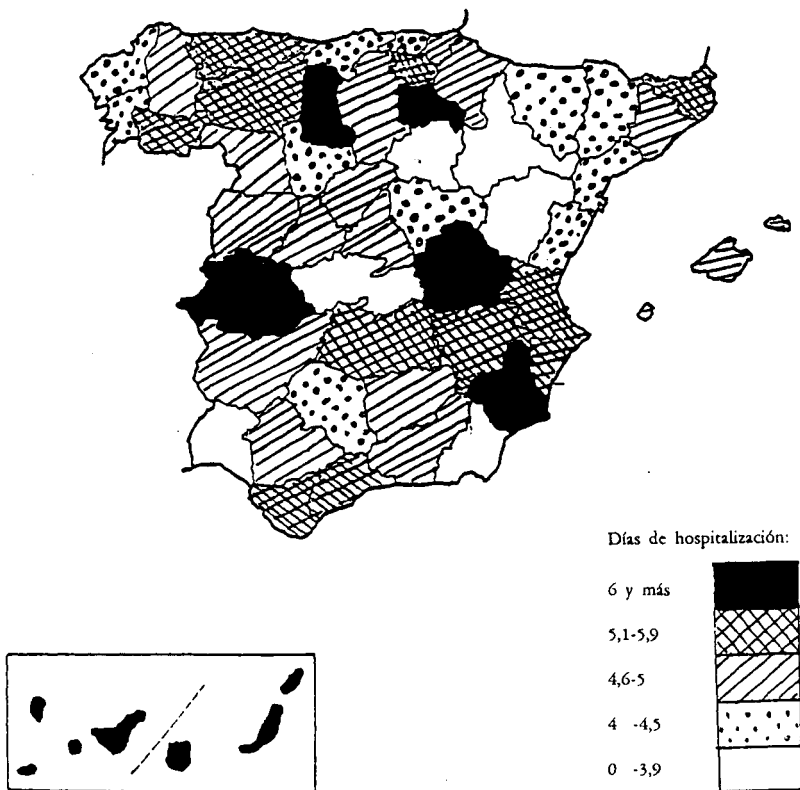 Días de hospitalización:
6 y más
5,1-5,9
4,6-5
4 -4,5
0 -3,9